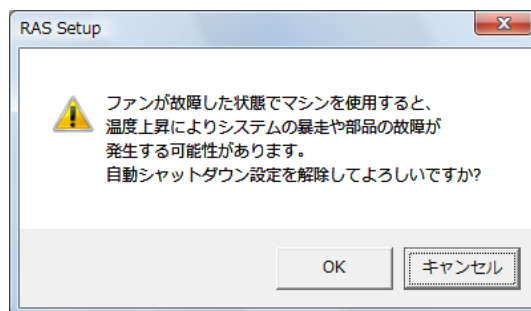 RAS Setup
ファンが故障した状態でマシンを使用すると、
温度上昇によりシステムの暴走や部品の故障が
発生する可能性があります。
自動シャットダウン設定を解除してよろしいですか?
OK
キャンセル